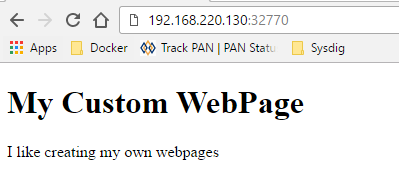 192.168.220.130:32770
Apps Docker Track PAN | PAN Statu Sysdig
My Custom WebPage
I like creating my own webpages